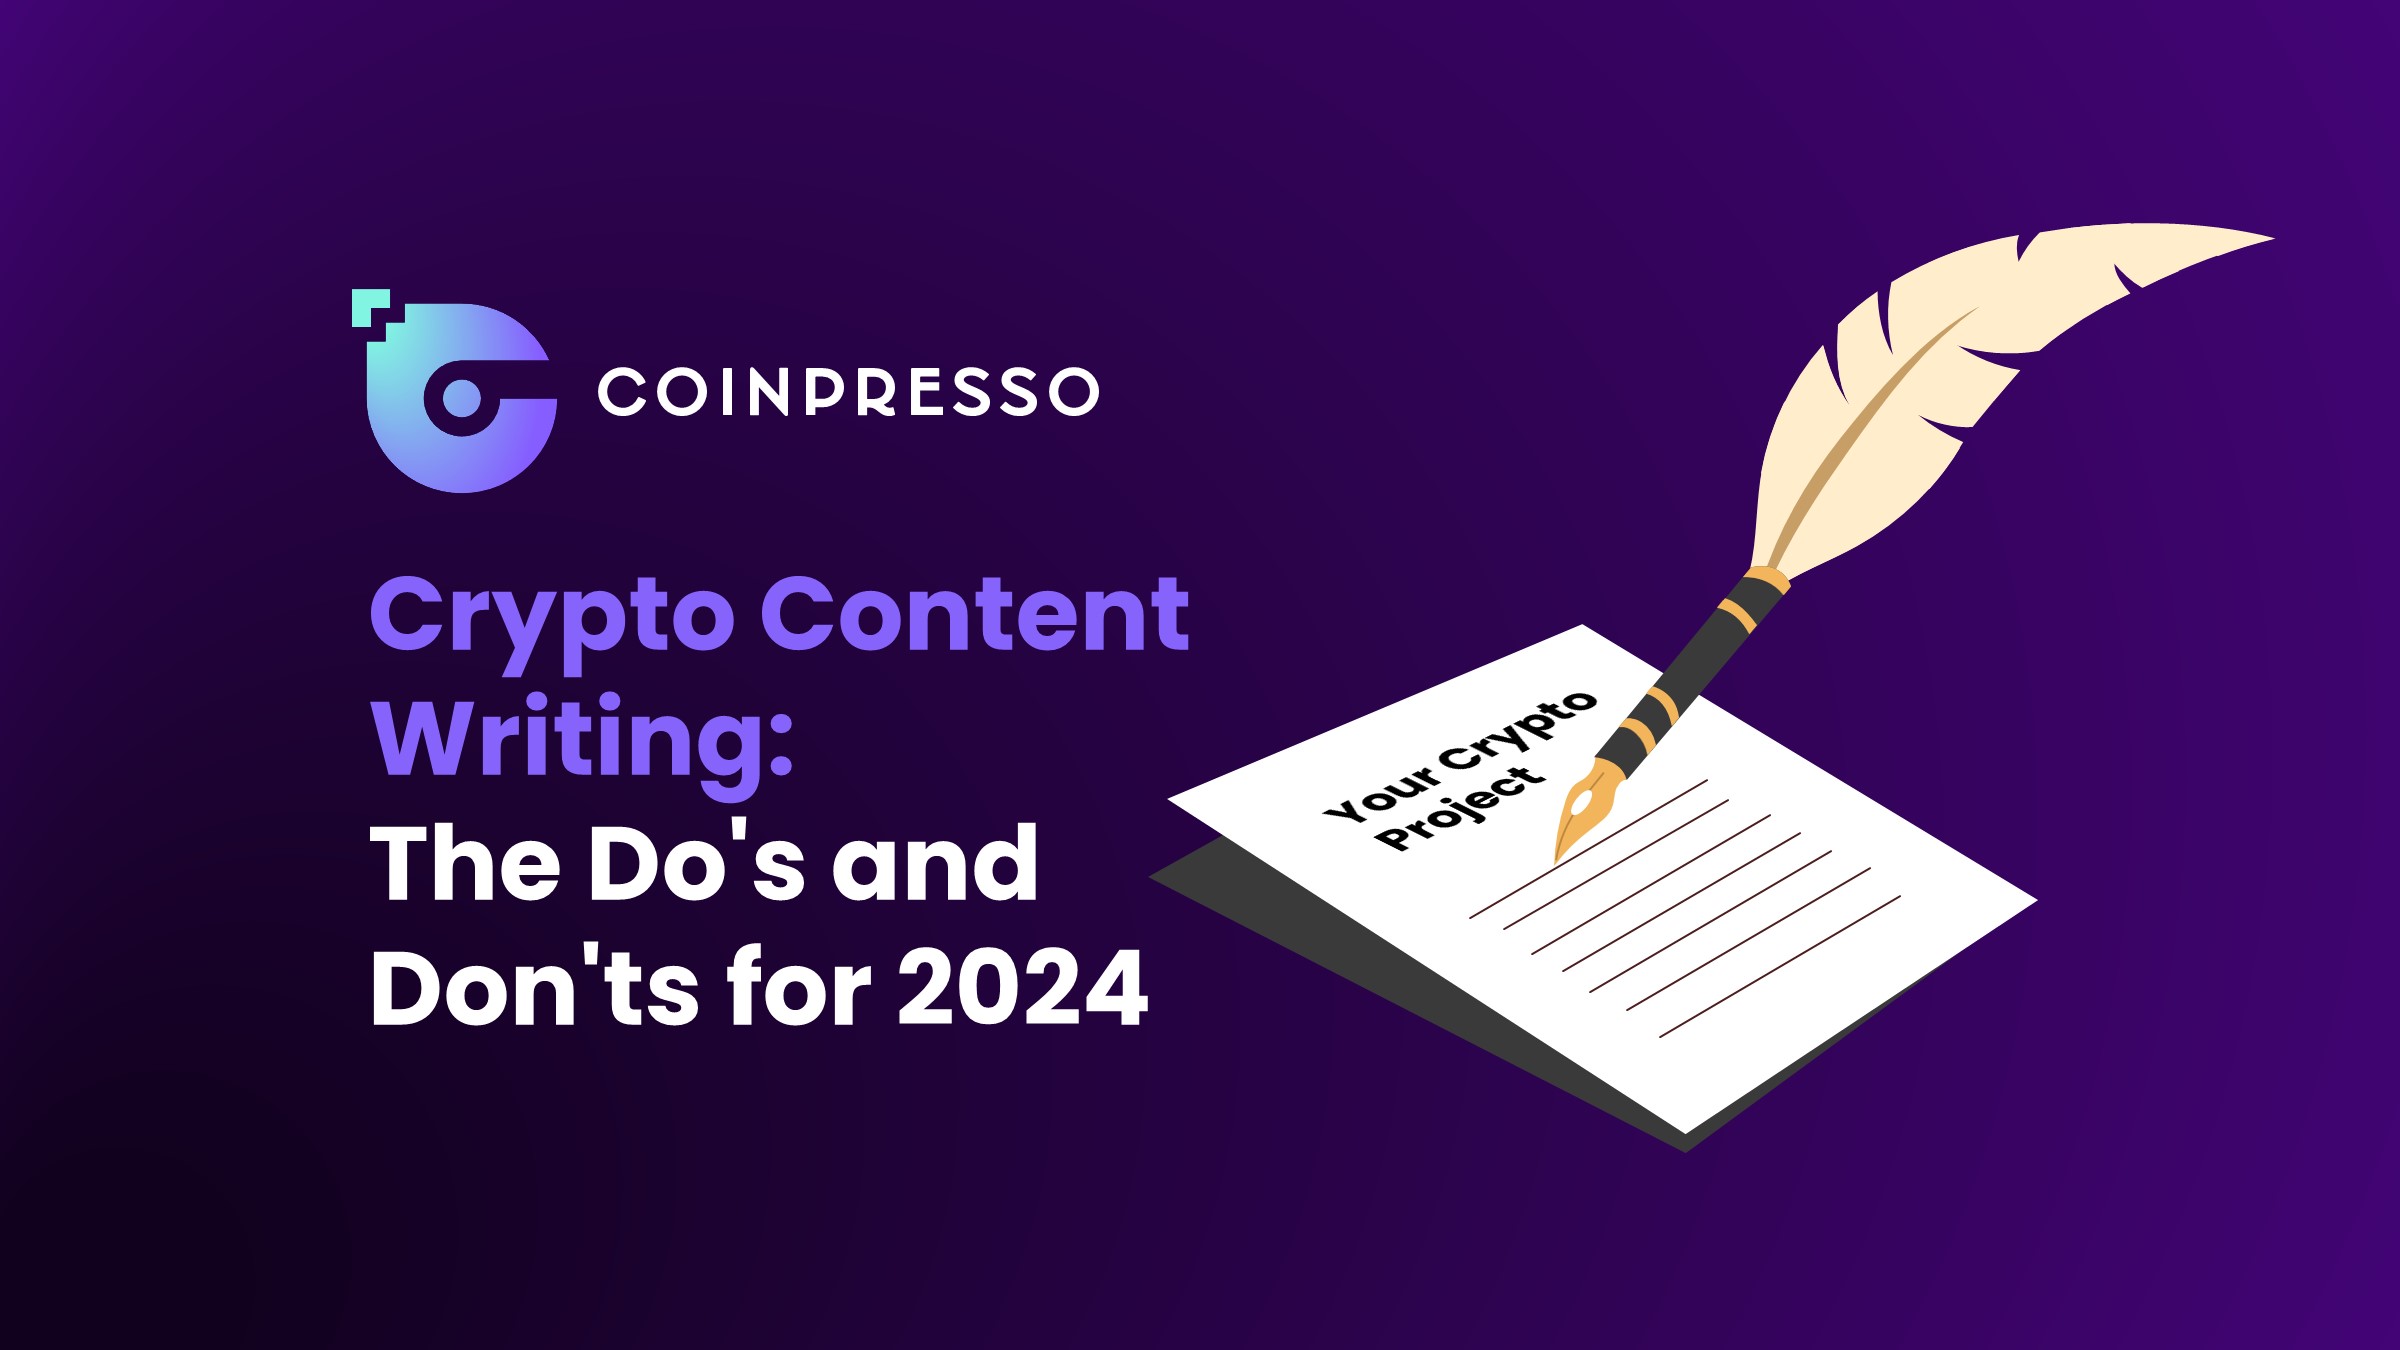 COINPRESSO
Crypto Content
Writing:
The Do's and
Don'ts for 2024
Your Crypto
Project